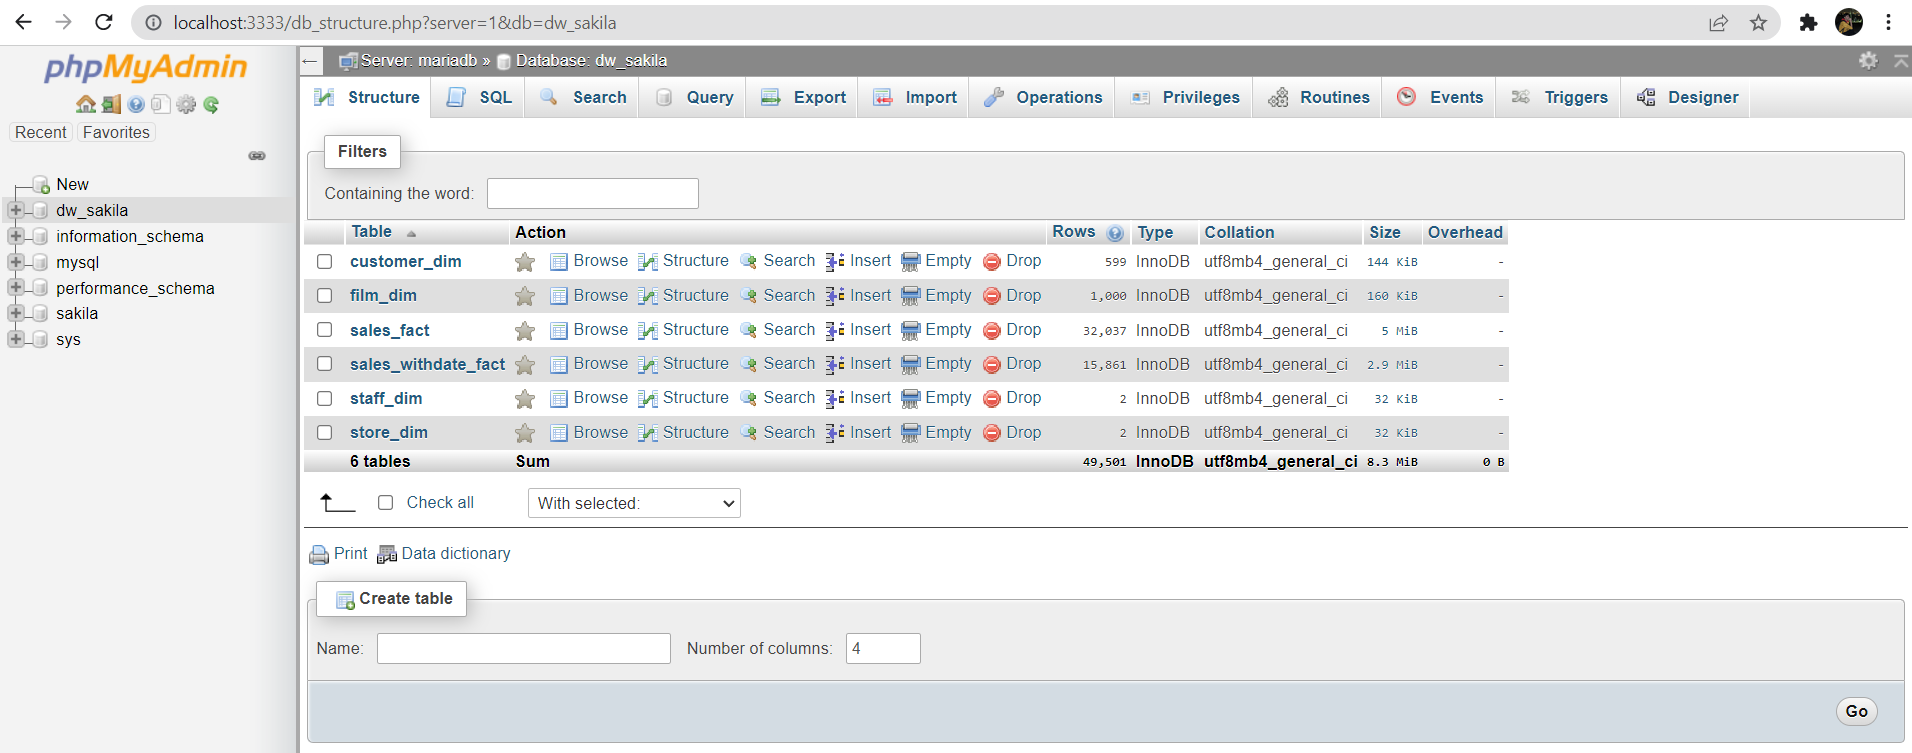 localhost:3333/db_structure.php?server=1&db=dw_sakila
phpMyAdmin
Recent Favorites
New
dw_sakila
information_schema
mysql
performance_schema
sakila
sys
Server: mariadb » Database: dw_sakila
Structure SQL Search Query Export Import Operations Privileges Routines Events Triggers Designer
Filters
Containing the word:
Table Action Rows Type Collation Size Overhead
customer_dim Browse Structure Search Insert Empty Drop 599 InnoDB utf8mb4_general_ci 144 KiB -
film_dim Browse Structure Search Insert Empty Drop 1,000 InnoDB utf8mb4_general_ci 160 KiB -
sales_fact Browse Structure Search Insert Empty Drop 32,037 InnoDB utf8mb4_general_ci 5 MiB -
sales_withdate_fact Browse Structure Search Insert Empty Drop 15,861 InnoDB utf8mb4_general_ci 2.9 MiB -
staff_dim Browse Structure Search Insert Empty Drop 2 InnoDB utf8mb4_general_ci 32 KiB -
store_dim Browse Structure Search Insert Empty Drop 2 InnoDB utf8mb4_general_ci 32 KiB -
6 tables Sum 49,501 InnoDB utf8mb4_general_ci 8.3 MiB 0 B
Check all With selected:
Print Data dictionary
Create table
Name: Number of columns: 4
Go